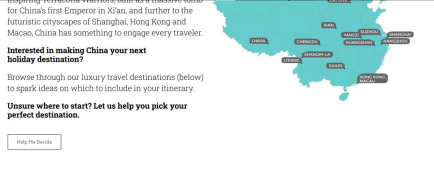 inspiring Terracotta Warriors, built as a massive tomb
for China's first Emperor in Xi'an, and further to the
futuristic cityscapes of Shanghai, Hong Kong and
Macao, China has something to engage every traveler.
Interested in making China your next
holiday destination?
Browse through our luxury travel destinations (below)
to spark ideas on which to include in your itinerary.
Unsure where to start? Let us help you pick your
perfect destination.
Help Me Decide
XIAN
LHASA
CHENGDU
YANGZI
SUZHOU
SHANGHAI
HUANGSHAN
HANGZHOU
SHANGRI-LA
LIJIANG
GUILIN
HONG KONG
MACAU